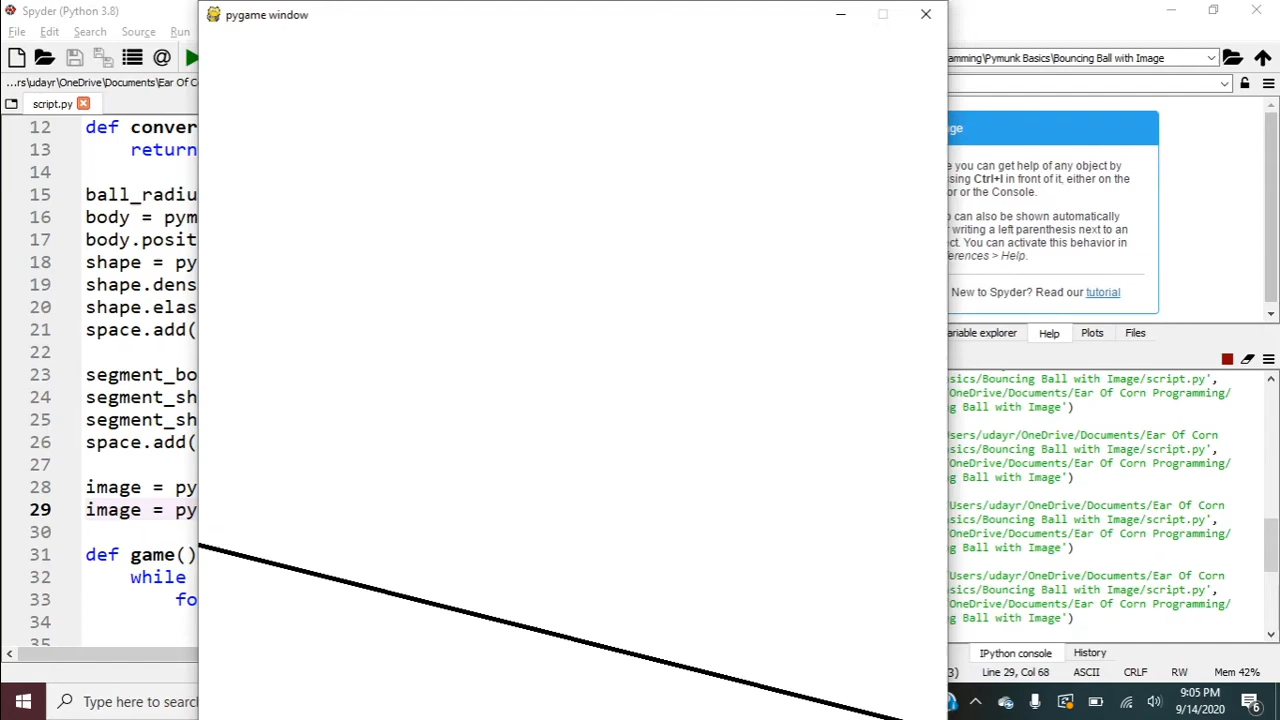 Spyder (Python 3.8)
pygame window
File Edit Search Source Run
@
mming\Pymunk Basics\Bouncing Ball with Image
...rs\udayr\OneDrive\Documents\Ear Of C
script.py
12 def conver
13 return
14
15 ball_radiu
16 body = pym
17 body.posit
18 shape = py
19 shape.dens
20 shape.elas
21 space.add(
22
23 segment_bo
24 segment_sh
25 segment_sh
26 space.add(
27
28 image = py
29 image = py
30
31 def game()
32 while
33 fo
34
35
ge
e you can get help of any object by
sing Ctrl+I in front of it, either on the
or or the Console.
can also be shown automatically
writing a left parenthesis next to an
ect. You can activate this behavior in
erences > Help.
New to Spyder? Read our tutorial
ariable explorer Help Plots Files
sics/Bouncing Ball with Image/script.py',
OneDrive/Documents/Ear Of Corn Programming/
g Ball with Image')
sers/udayr/OneDrive/Documents/Ear Of Corn
sics/Bouncing Ball with Image/script.py',
OneDrive/Documents/Ear Of Corn Programming/
g Ball with Image')
Users/udayr/OneDrive/Documents/Ear Of Corn
sics/Bouncing Ball with Image/script.py',
OneDrive/Documents/Ear Of Corn Programming/
g Ball with Image')
Users/udayr/OneDrive/Documents/Ear Of Corn
sics/Bouncing Ball with Image/script.py',
OneDrive/Documents/Ear Of Corn Programming/
g Ball with Image')
IPython console History
3) Line 29, Col 68 ASCII CRLF RW Mem 42%
Type here to search
9:05 PM
9/14/2020
6